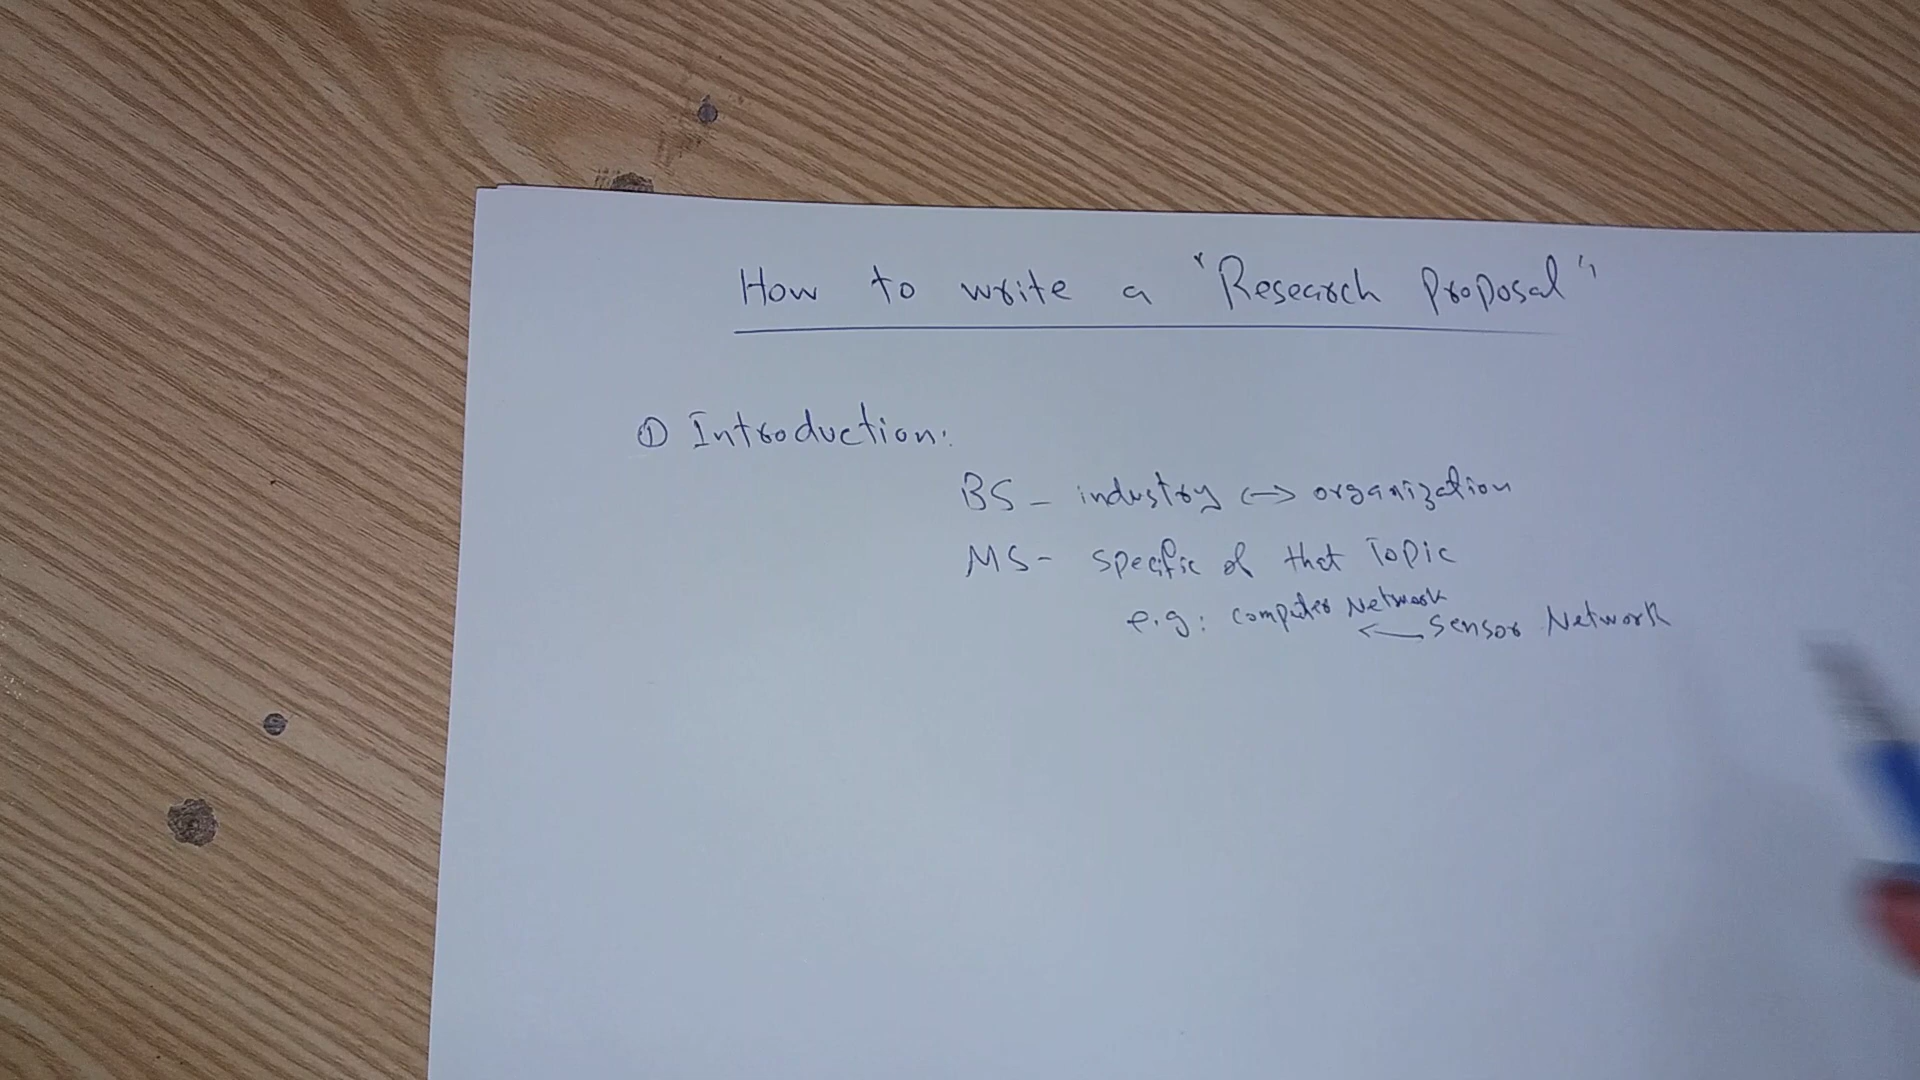 How to write a "Research Proposal"
① Introduction:
BS - industry ↔ organization
MS - specific of that Topic
e.g: computer Network ← sensor Network